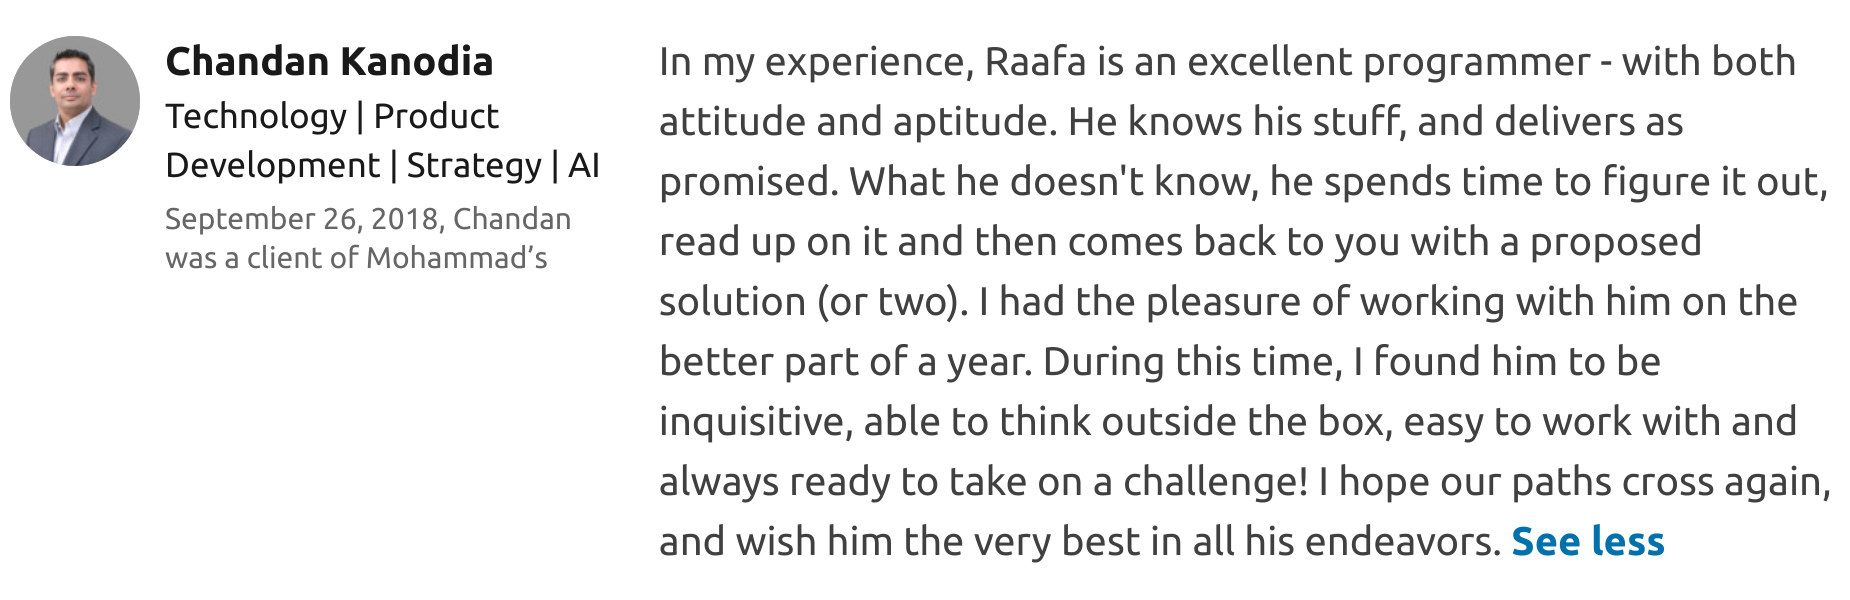 Chandan Kanodia
Technology | Product
Development | Strategy | AI
September 26, 2018, Chandan
was a client of Mohammad’s
In my experience, Raafa is an excellent programmer - with both
attitude and aptitude. He knows his stuff, and delivers as
promised. What he doesn't know, he spends time to figure it out,
read up on it and then comes back to you with a proposed
solution (or two). I had the pleasure of working with him on the
better part of a year. During this time, I found him to be
inquisitive, able to think outside the box, easy to work with and
always ready to take on a challenge! I hope our paths cross again,
and wish him the very best in all his endeavors. See less